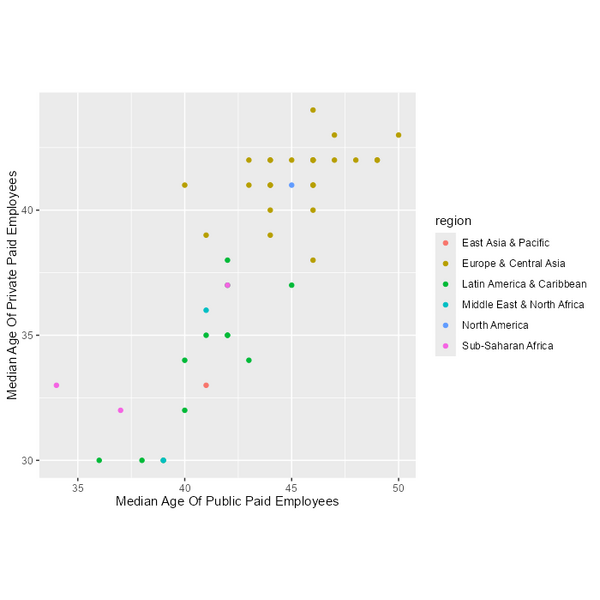 Median Age Of Private Paid Employees
40
35
30
35
40
45
50
Median Age Of Public Paid Employees
region
East Asia & Pacific
Europe & Central Asia
Latin America & Caribbean
Middle East & North Africa
North America
Sub-Saharan Africa